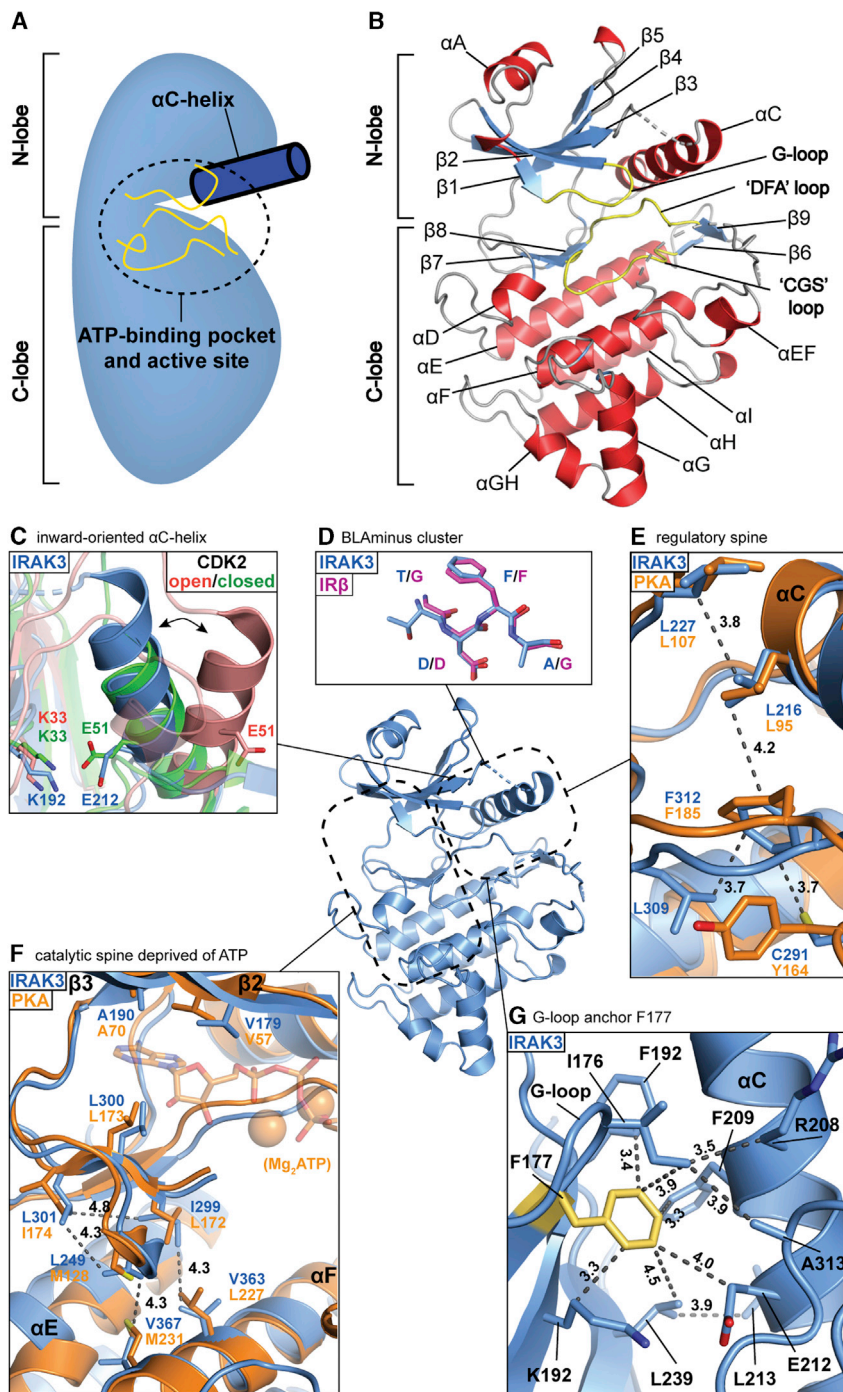 A
N-lobe
C-lobe
αC-helix
ATP-binding pocket
and active site
B
N-lobe
C-lobe
αA
β5
β4
β3
αC
β2
G-loop
β1
'DFA' loop
β8
β9
β7
β6
'CGS'
loop
αD
αE
αEF
αF
αI
αH
αG
αGH
C inward-oriented αC-helix
IRAK3
CDK2
open/closed
K33
K33
E51
E51
K192
E212
D BLAminus cluster
IRAK3
IRβ
T/G
F/F
D/D
A/G
E regulatory spine
IRAK3
PKA
αC
L227
L107
3.8
L216
L95
4.2
F312
F185
3.7
3.7
L309
C291
Y164
F catalytic spine deprived of ATP
IRAK3
PKA
β3
β2
A190
A70
V179
V57
L300
L173
(Mg2ATP)
L301
I174
4.8
4.3
I299
L172
L249
M128
4.3
4.3
V363
L227
αF
αE
V367
M231
G G-loop anchor F177
IRAK3
I176
F192
αC
G-loop
F209
R208
F177
3.4
3.5
3.9
3.3
3.9
A313
3.3
4.5
4.0
3.9
K192
L239
L213
E212